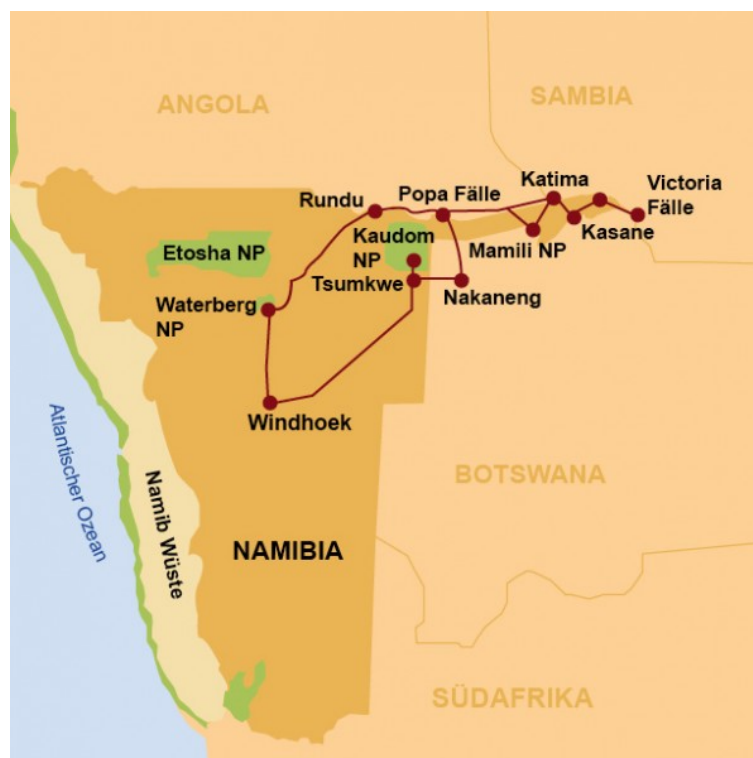 ANGOLA
SAMBIA
Rundu
Popa Fälle
Katima
Victoria
Fälle
Kasane
Mamili NP
Etosha NP
Kaudom
NP
Tsumkwe
Nakaneng
Waterberg
NP
Windhoek
Atlantischer Ozean
Namib Wüste
NAMIBIA
BOTSWANA
SÜDAFRIKA